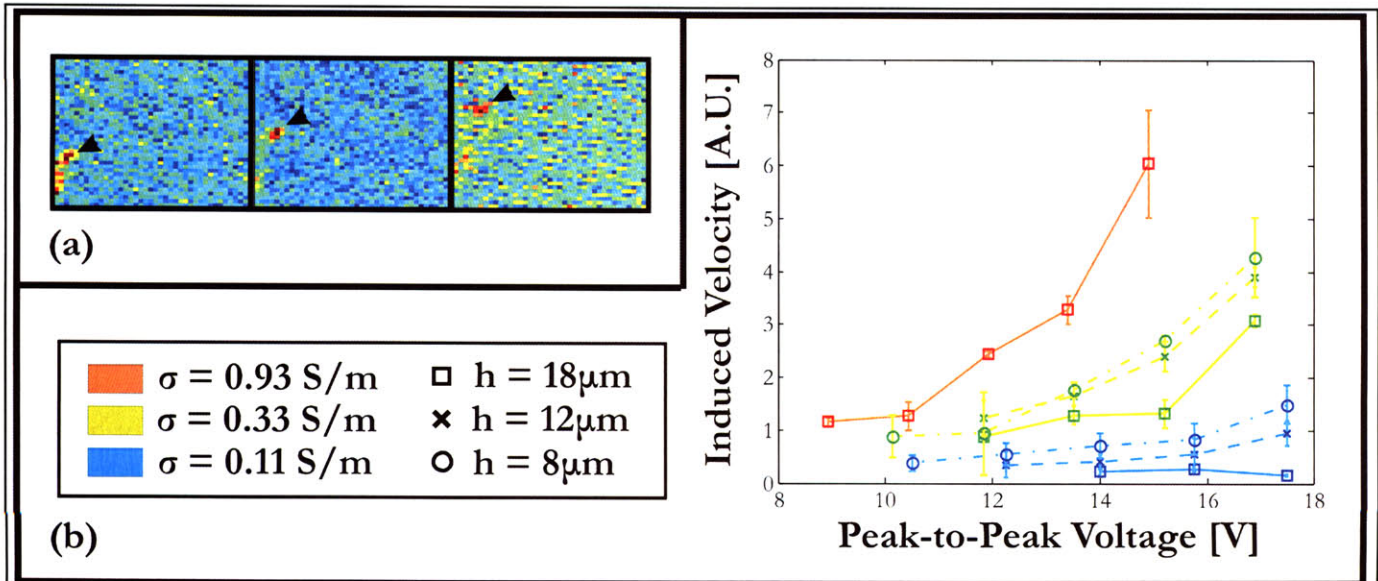 (a)
σ = 0.93 S/m
σ = 0.33 S/m
σ = 0.11 S/m
h = 18μm
h = 12μm
h = 8μm
(b)
Induced Velocity [A.U.]
8
7
6
5
4
3
2
1
0
8
10
12
14
16
18
Peak-to-Peak Voltage [V]